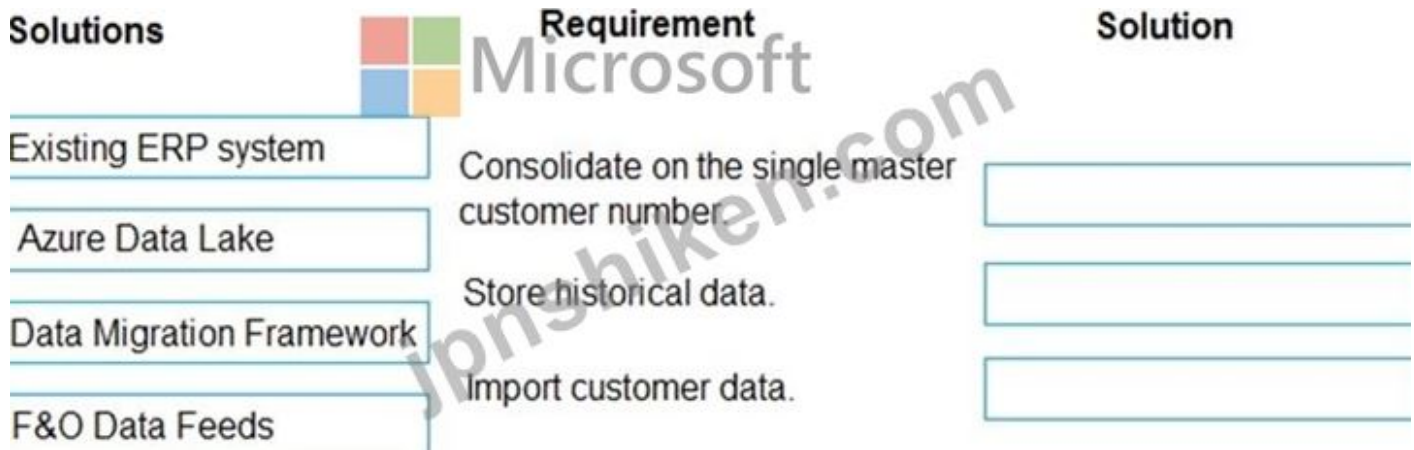 Solutions
Requirement
Solution
Microsoft
Existing ERP system
Azure Data Lake
Data Migration Framework
F&O Data Feeds
Consolidate on the single master
customer number.
Store historical data.
Import customer data.
jpnshiken.com